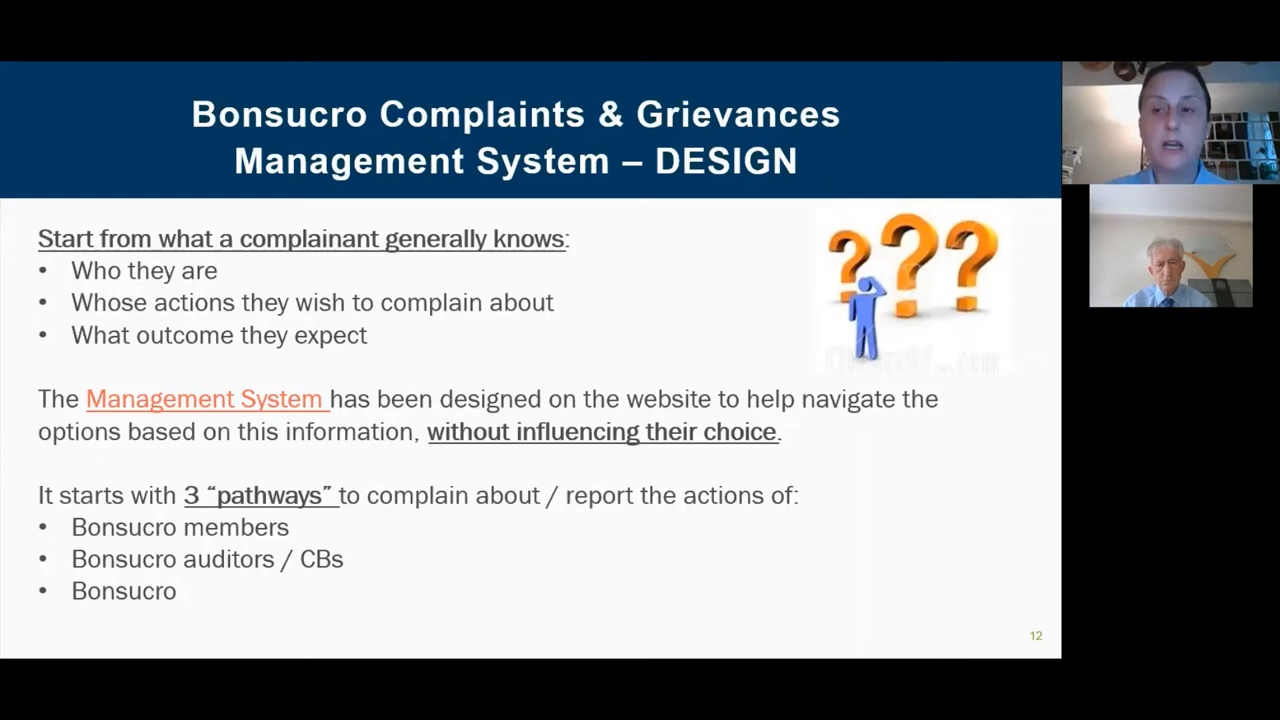 Bonsucro Complaints & Grievances
Management System – DESIGN
Start from what a complainant generally knows:
• Who they are
• Whose actions they wish to complain about
• What outcome they expect
The Management System has been designed on the website to help navigate the
options based on this information, without influencing their choice.
It starts with 3 “pathways” to complain about / report the actions of:
• Bonsucro members
• Bonsucro auditors / CBs
• Bonsucro
12